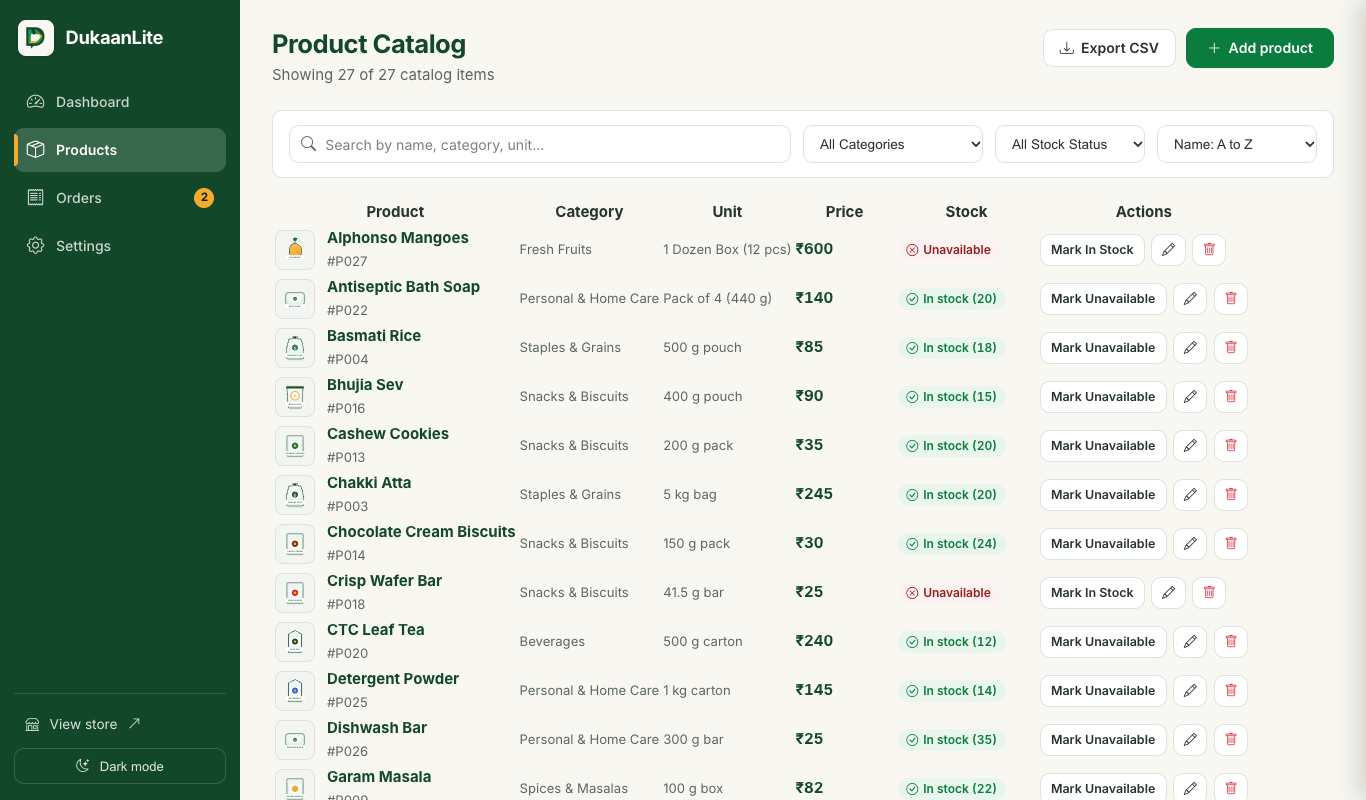 DukaanLite
Dashboard
Products
Orders 2
Settings
View store
Dark mode
Product Catalog
Showing 27 of 27 catalog items
Export CSV
Add product
Search by name, category, unit...
All Categories
All Stock Status
Name: A to Z
Product Category Unit Price Stock Actions
Alphonso Mangoes
#P027
Fresh Fruits 1 Dozen Box (12 pcs) ₹600 Unavailable Mark In Stock
Antiseptic Bath Soap
#P022
Personal & Home Care Pack of 4 (440 g) ₹140 In stock (20) Mark Unavailable
Basmati Rice
#P004
Staples & Grains 500 g pouch ₹85 In stock (18) Mark Unavailable
Bhujia Sev
#P016
Snacks & Biscuits 400 g pouch ₹90 In stock (15) Mark Unavailable
Cashew Cookies
#P013
Snacks & Biscuits 200 g pack ₹35 In stock (20) Mark Unavailable
Chakki Atta
#P003
Staples & Grains 5 kg bag ₹245 In stock (20) Mark Unavailable
Chocolate Cream Biscuits
#P014
Snacks & Biscuits 150 g pack ₹30 In stock (24) Mark Unavailable
Crisp Wafer Bar
#P018
Snacks & Biscuits 41.5 g bar ₹25 Unavailable Mark In Stock
CTC Leaf Tea
#P020
Beverages 500 g carton ₹240 In stock (12) Mark Unavailable
Detergent Powder
#P025
Personal & Home Care 1 kg carton ₹145 In stock (14) Mark Unavailable
Dishwash Bar
#P026
Personal & Home Care 300 g bar ₹25 In stock (35) Mark Unavailable
Garam Masala
#P009
Spices & Masalas 100 g box ₹82 In stock (22) Mark Unavailable